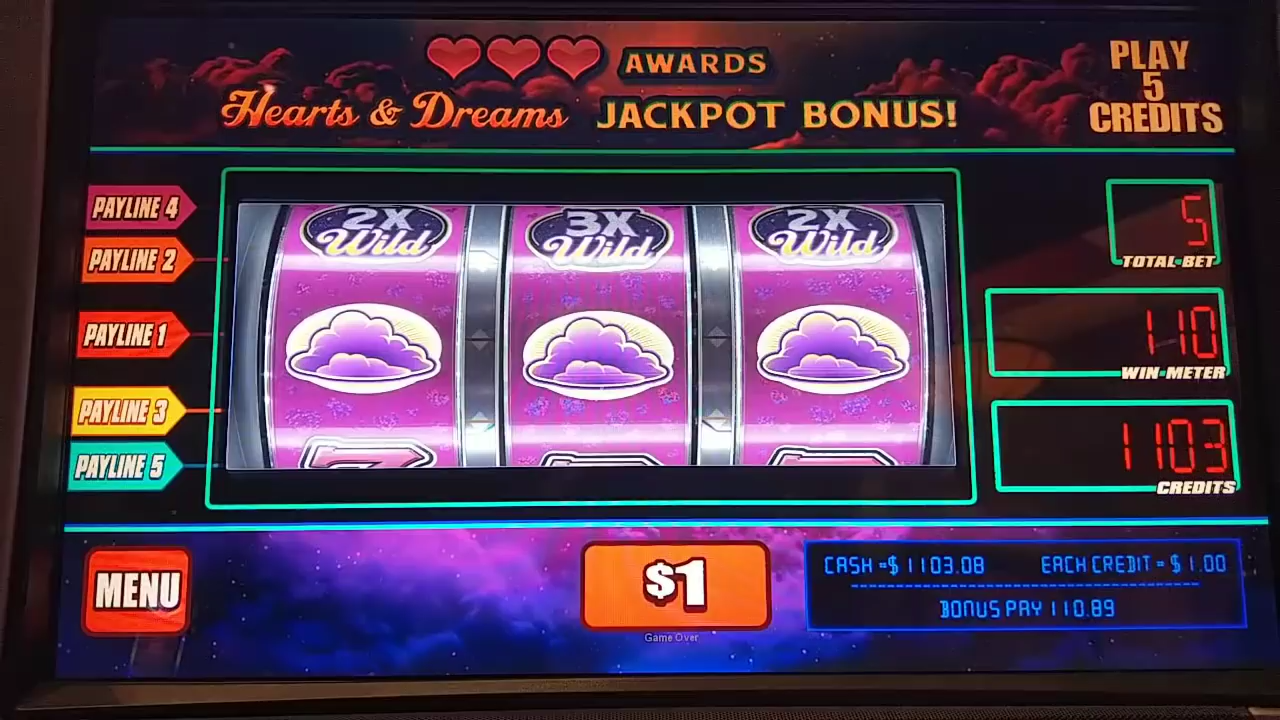 AWARDS
Hearts & Dreams JACKPOT BONUS!
PLAY
5
CREDITS
PAYLINE 4
PAYLINE 2
PAYLINE 1
PAYLINE 3
PAYLINE 5
2X
Wild
3X
Wild
2X
Wild
5
TOTAL BET
110
WIN METER
1103
CREDITS
MENU
$1
Game Over
CASH =$ 1103.08 EACH CREDIT = $ 1.00
BONUS PAY 110.89